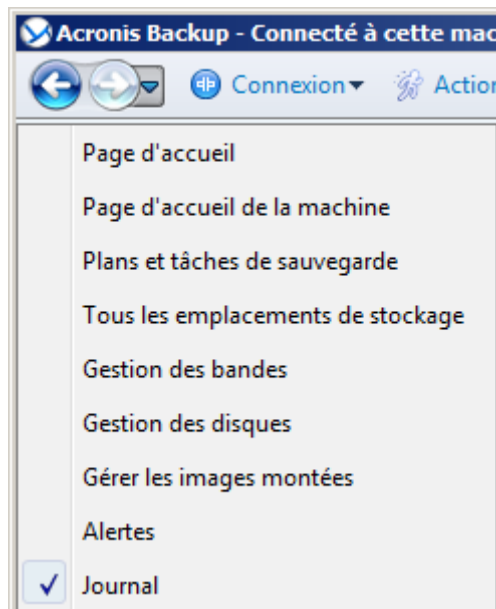 Acronis Backup - Connecté à cette mac
Connexion Action
Page d'accueil
Page d'accueil de la machine
Plans et tâches de sauvegarde
Tous les emplacements de stockage
Gestion des bandes
Gestion des disques
Gérer les images montées
Alertes
Journal